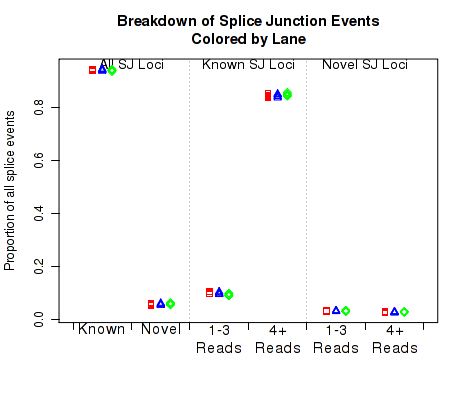 Breakdown of Splice Junction Events
Colored by Lane
All SJ Loci Known SJ Loci Novel SJ Loci
Proportion of all splice events
0.8
0.6
0.4
0.2
0.0
Known Novel 1-3 4+ 1-3 4+
Reads Reads Reads Reads